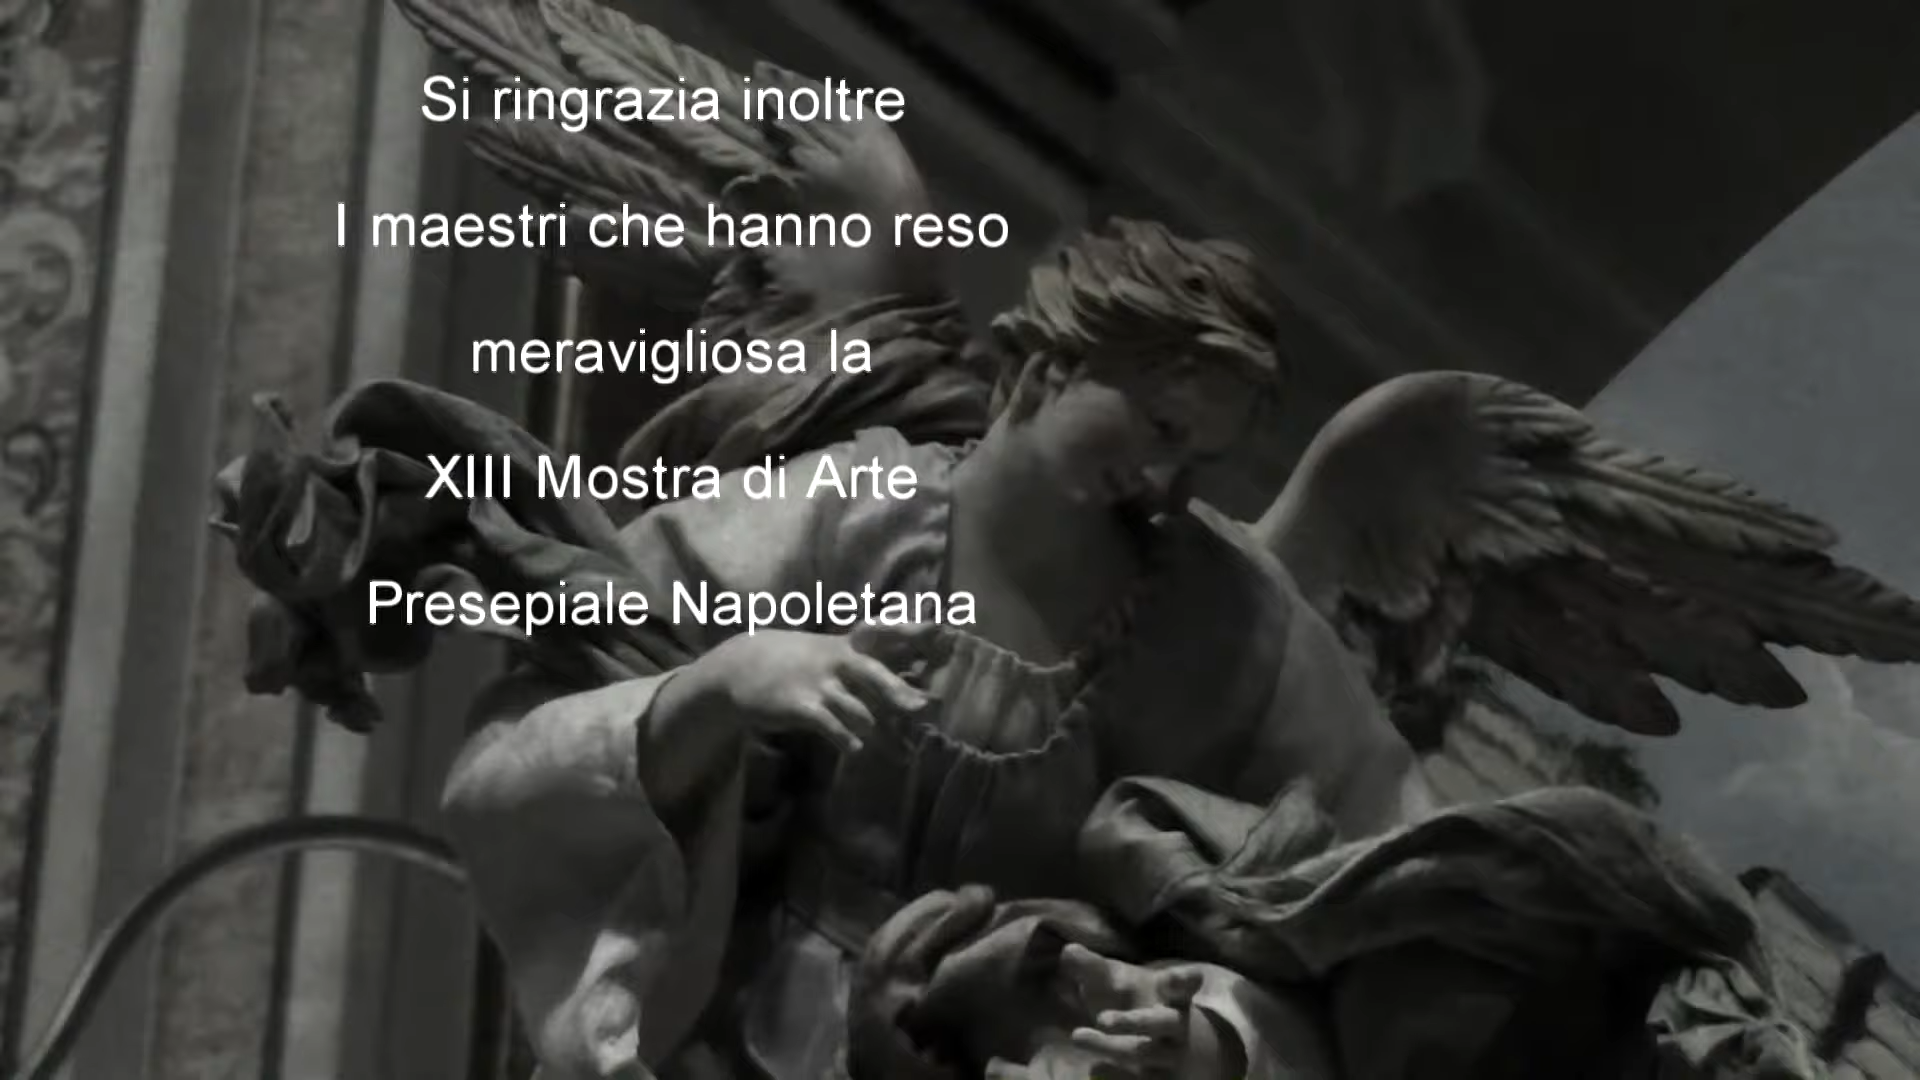 Si ringrazia inoltre
I maestri che hanno reso
meravigliosa la
XIII Mostra di Arte
Presepiale Napoletana